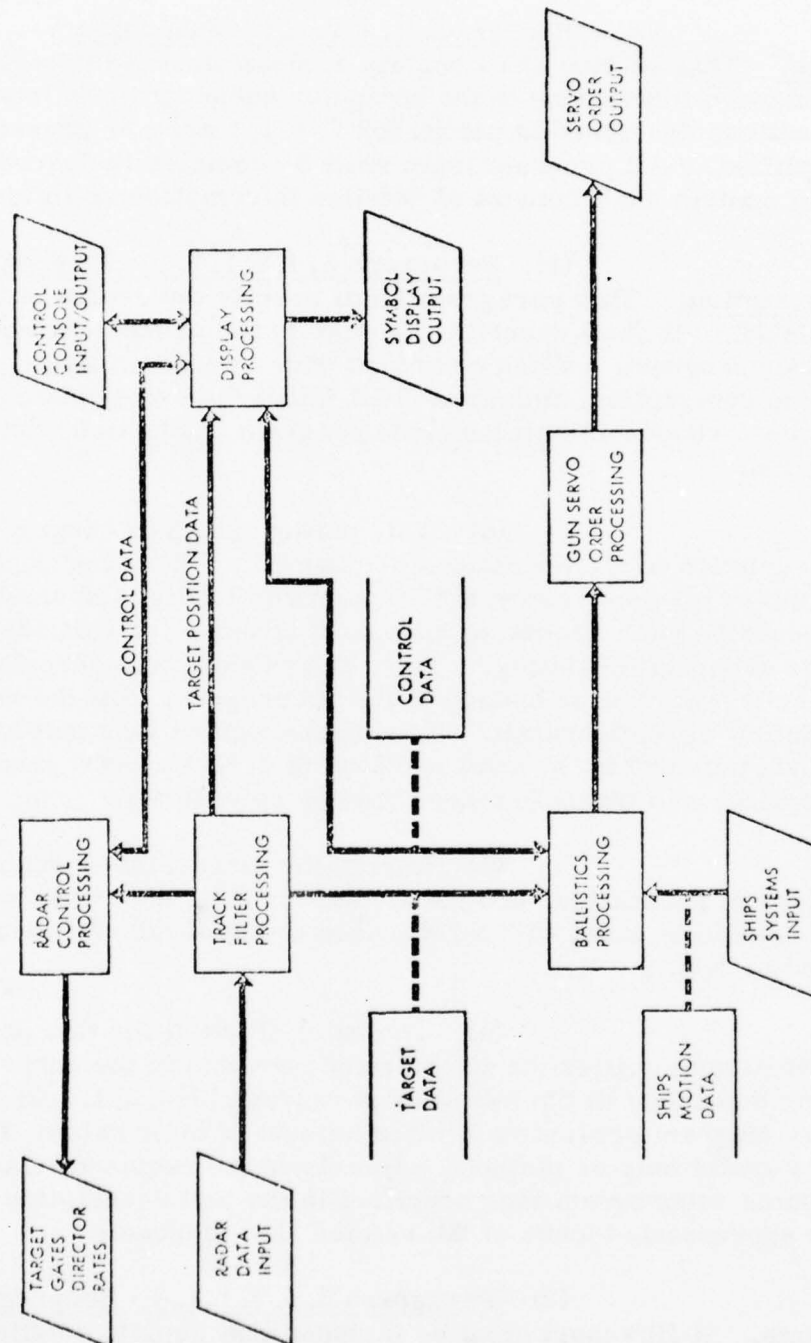 CONTROL
CONSOLE
INPUT/OUTPUT
DISPLAY
PROCESSING
SYMBOL
DISPLAY
OUTPUT
SERVO
ORDER
OUTPUT
CONTROL DATA
TARGET POSITION DATA
CONTROL
DATA
GUN SERVO
ORDER
PROCESSING
RADAR
CONTROL
PROCESSING
TRACK
FILTER
PROCESSING
BALLISTICS
PROCESSING
SHIPS
SYSTEMS
INPUT
TARGET
GATES
DIRECTOR
RATES
RADAR
DATA
INPUT
TARGET
DATA
SHIPS
MOTION
DATA